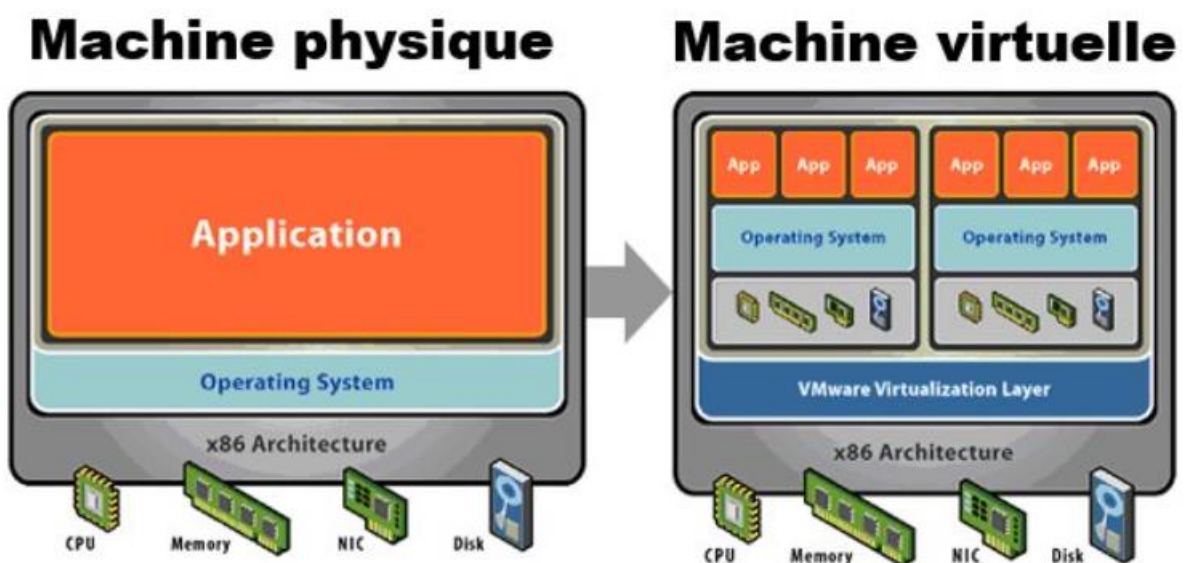 Machine physique
Application
Operating System
x86 Architecture
CPU Memory NIC Disk
Machine virtuelle
App App App App App App
Operating System Operating System
VMware Virtualization Layer
x86 Architecture
CPU Memory NIC Disk